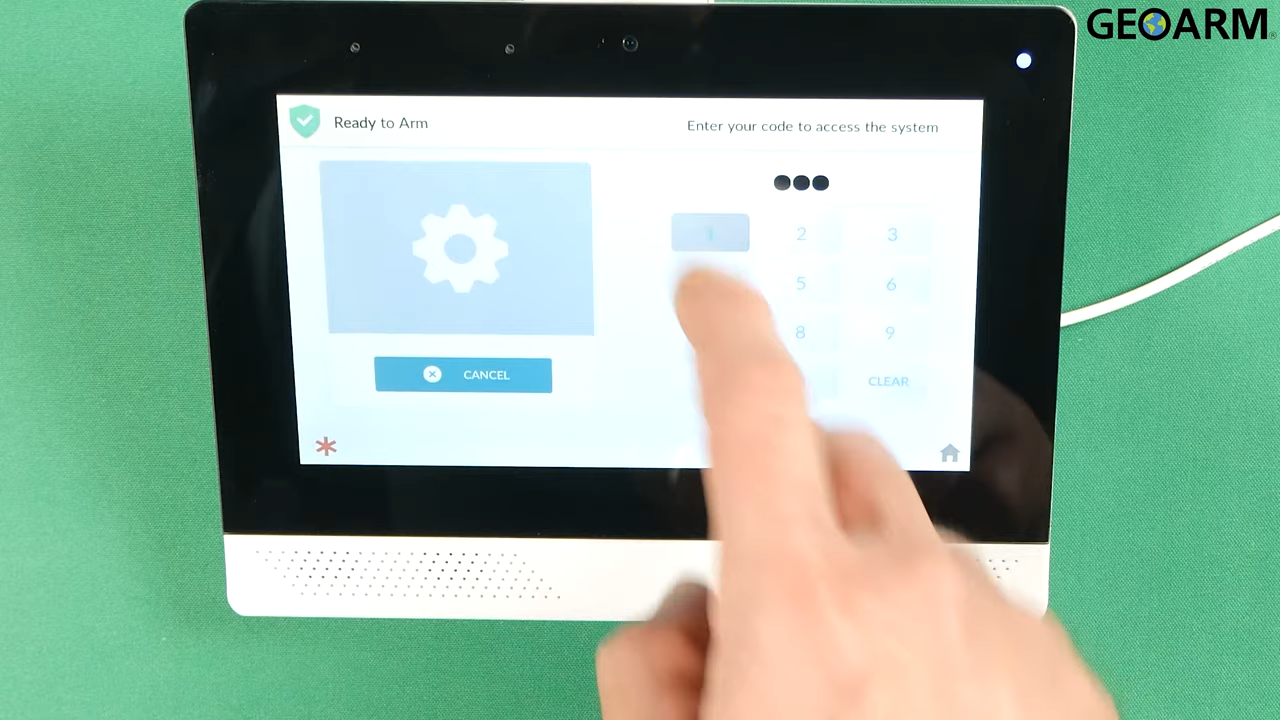 GEOARM
Ready to Arm
Enter your code to access the system
1 2 3
5 6
8 9
CANCEL
CLEAR